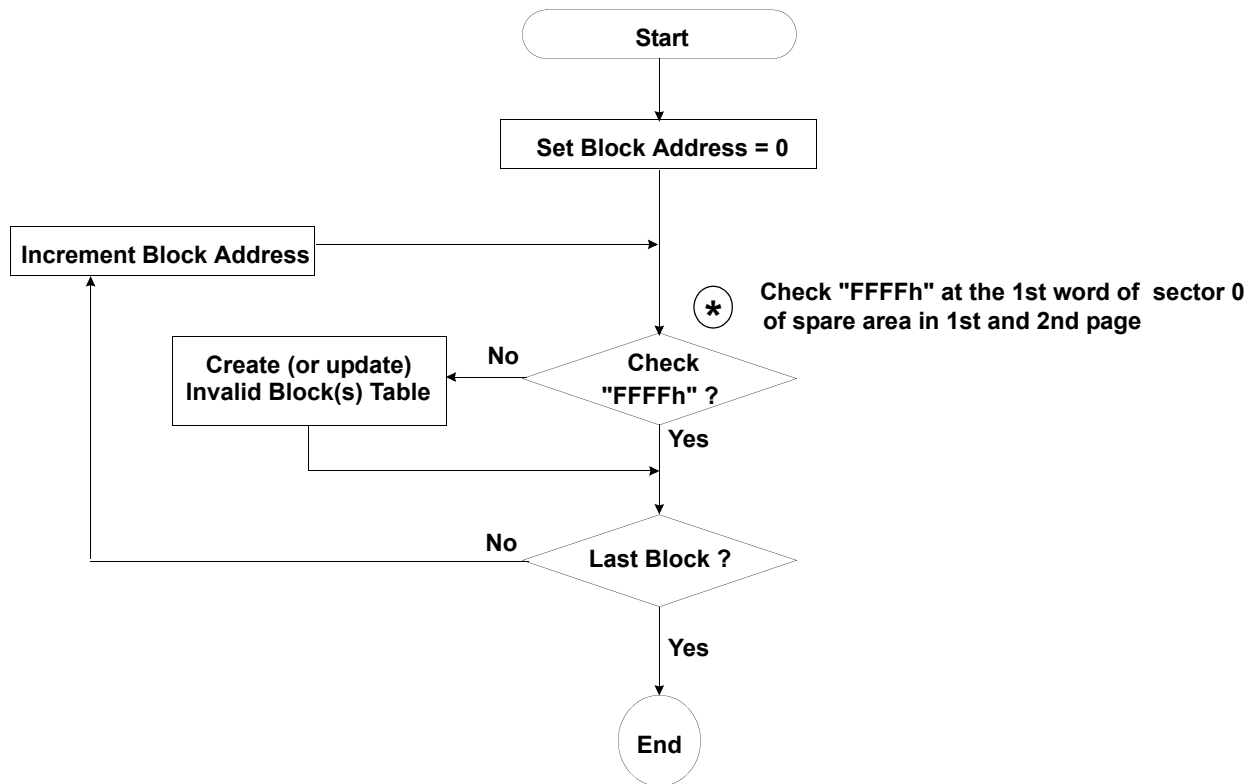 Start
Set Block Address = 0
Increment Block Address
*
Check "FFFFh" at the 1st word of sector 0
of spare area in 1st and 2nd page
No
Create (or update)
Invalid Block(s) Table
Check
"FFFFh" ?
Yes
No
Last Block ?
Yes
End